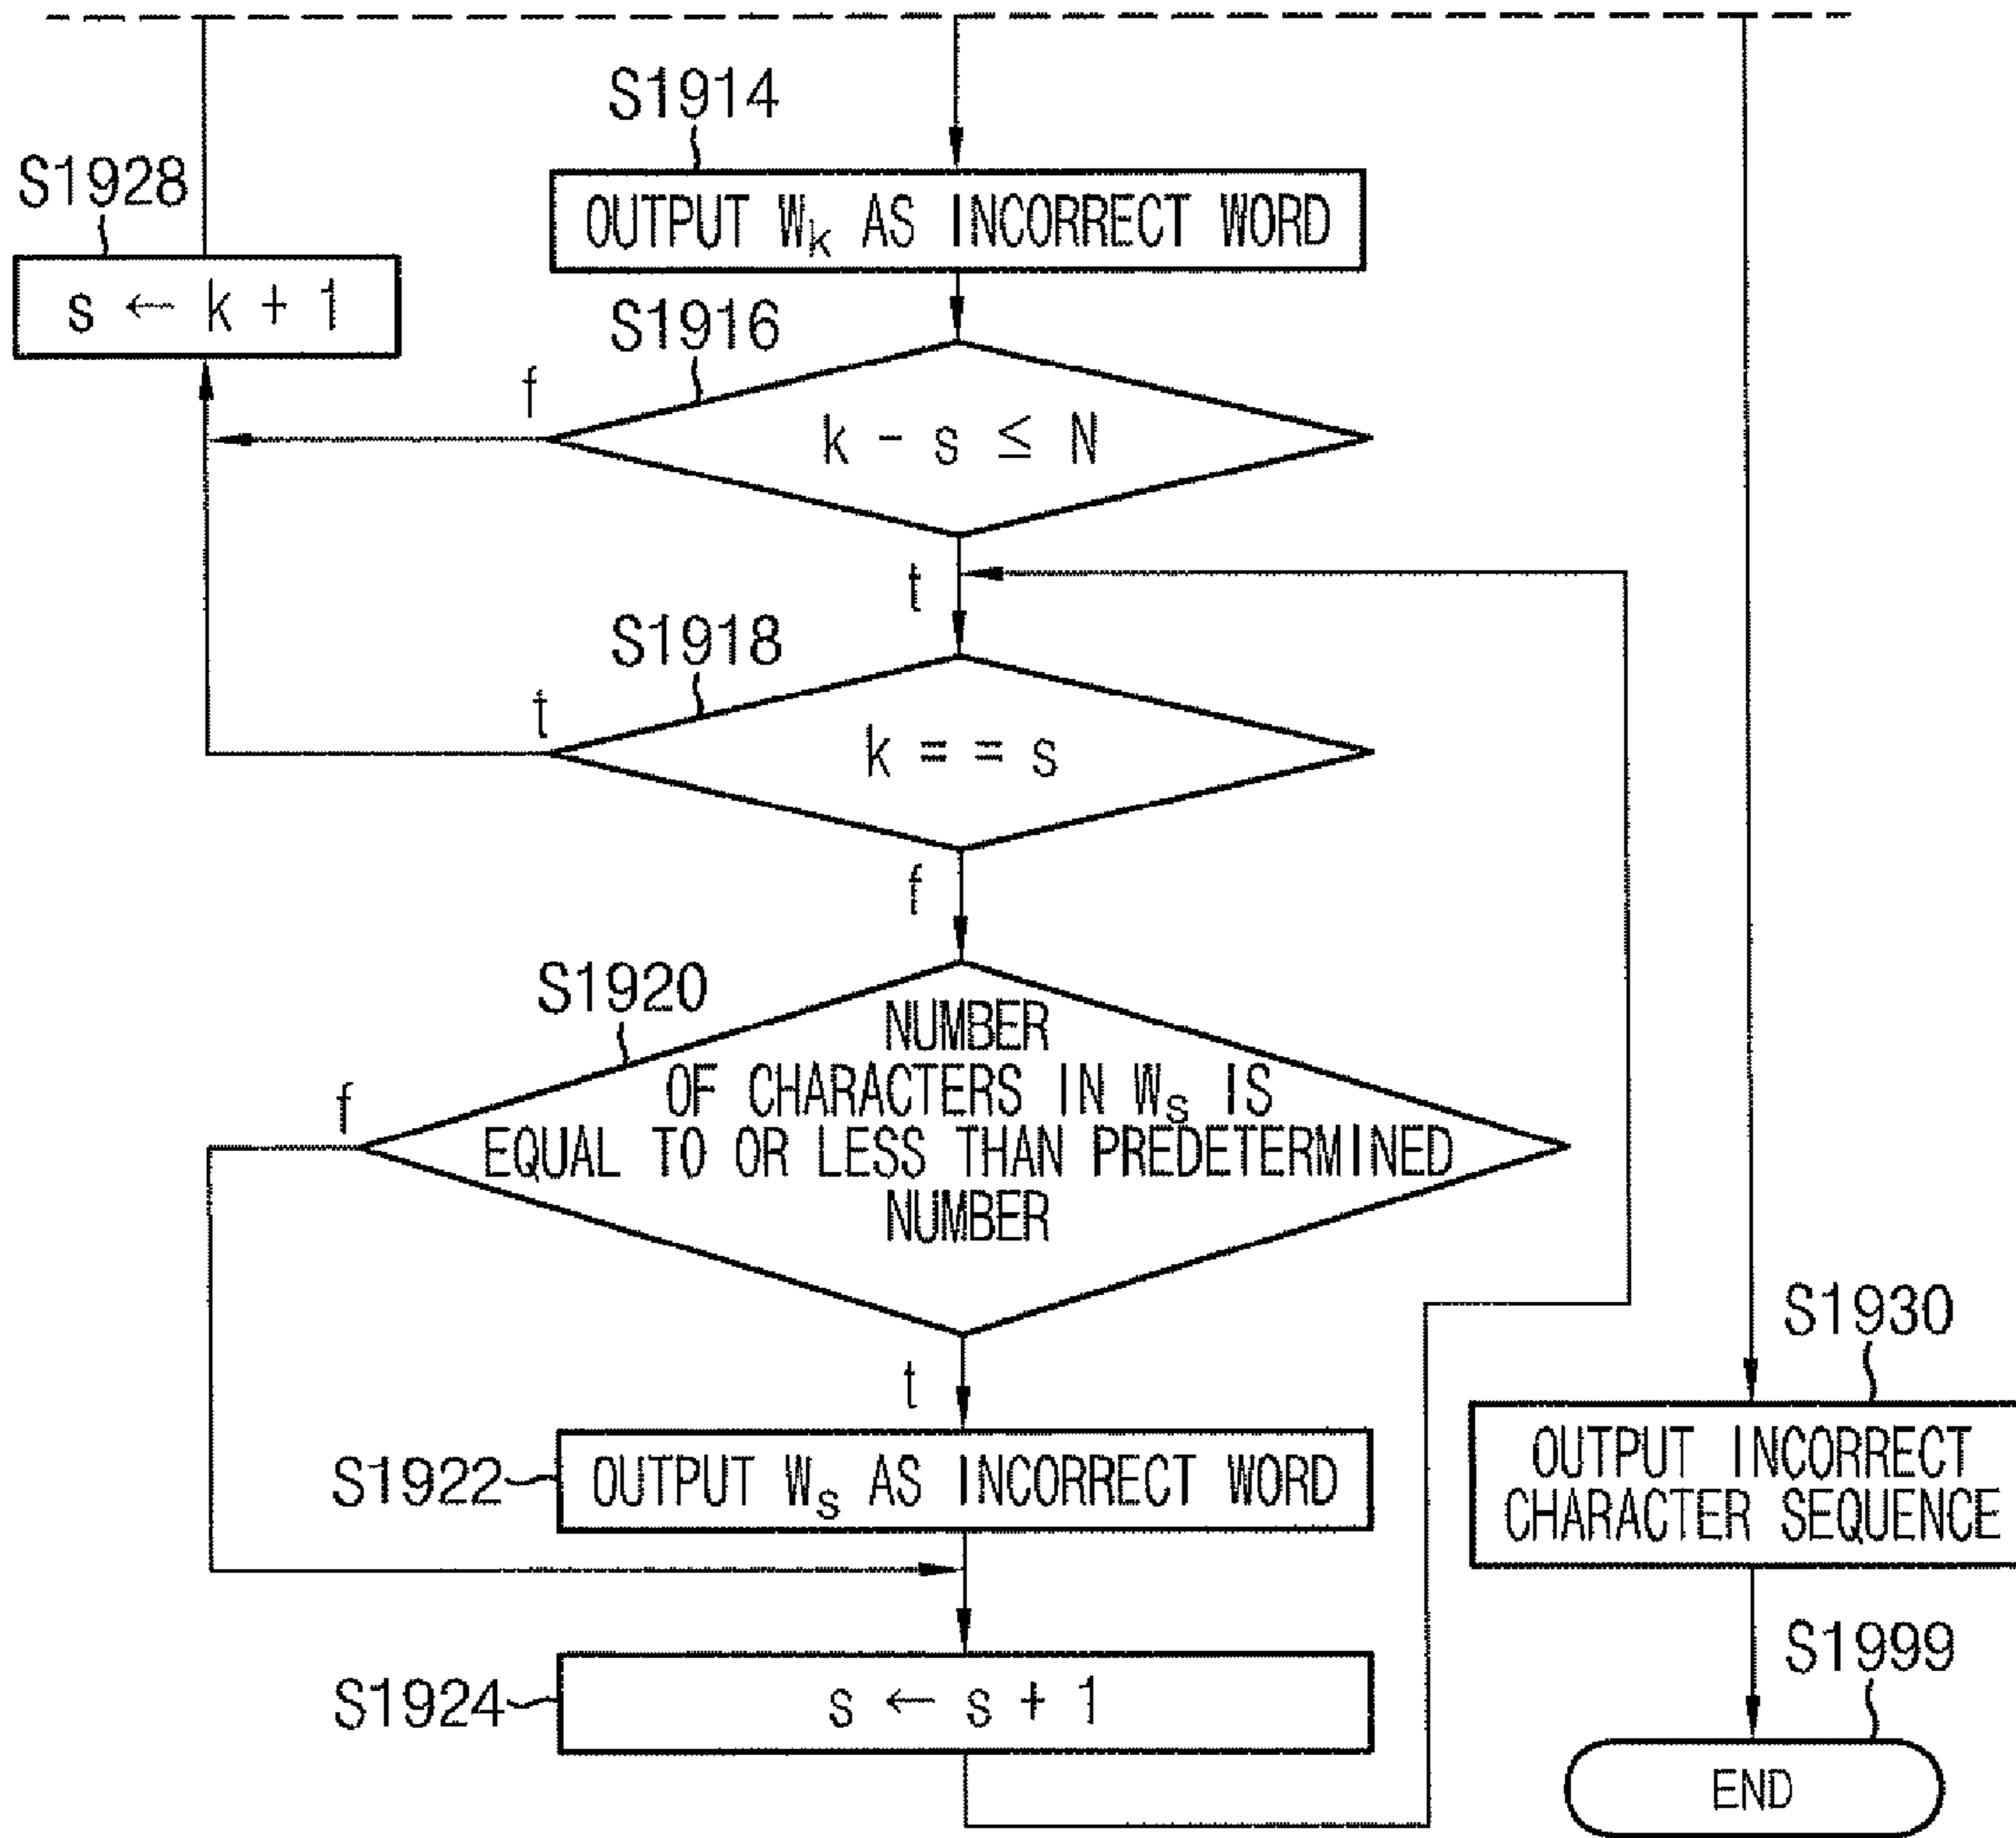 S1914
OUTPUT Wk AS INCORRECT WORD
S1928
s ← k + 1
S1916
f
k - s ≤ N
t
S1918
t
k = = s
f
S1920
f
NUMBER
OF CHARACTERS IN Ws IS
EQUAL TO OR LESS THAN PREDETERMINED
NUMBER
t
S1922
OUTPUT Ws AS INCORRECT WORD
S1924
s ← s + 1
S1930
OUTPUT INCORRECT
CHARACTER SEQUENCE
S1999
END